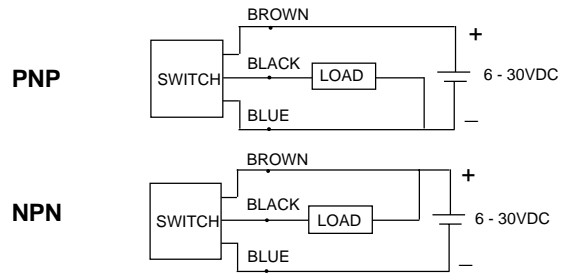 BROWN
+
BLACK
PNP
SWITCH
LOAD
6 - 30VDC
BLUE
–
BROWN
+
BLACK
NPN
SWITCH
LOAD
6 - 30VDC
BLUE
–